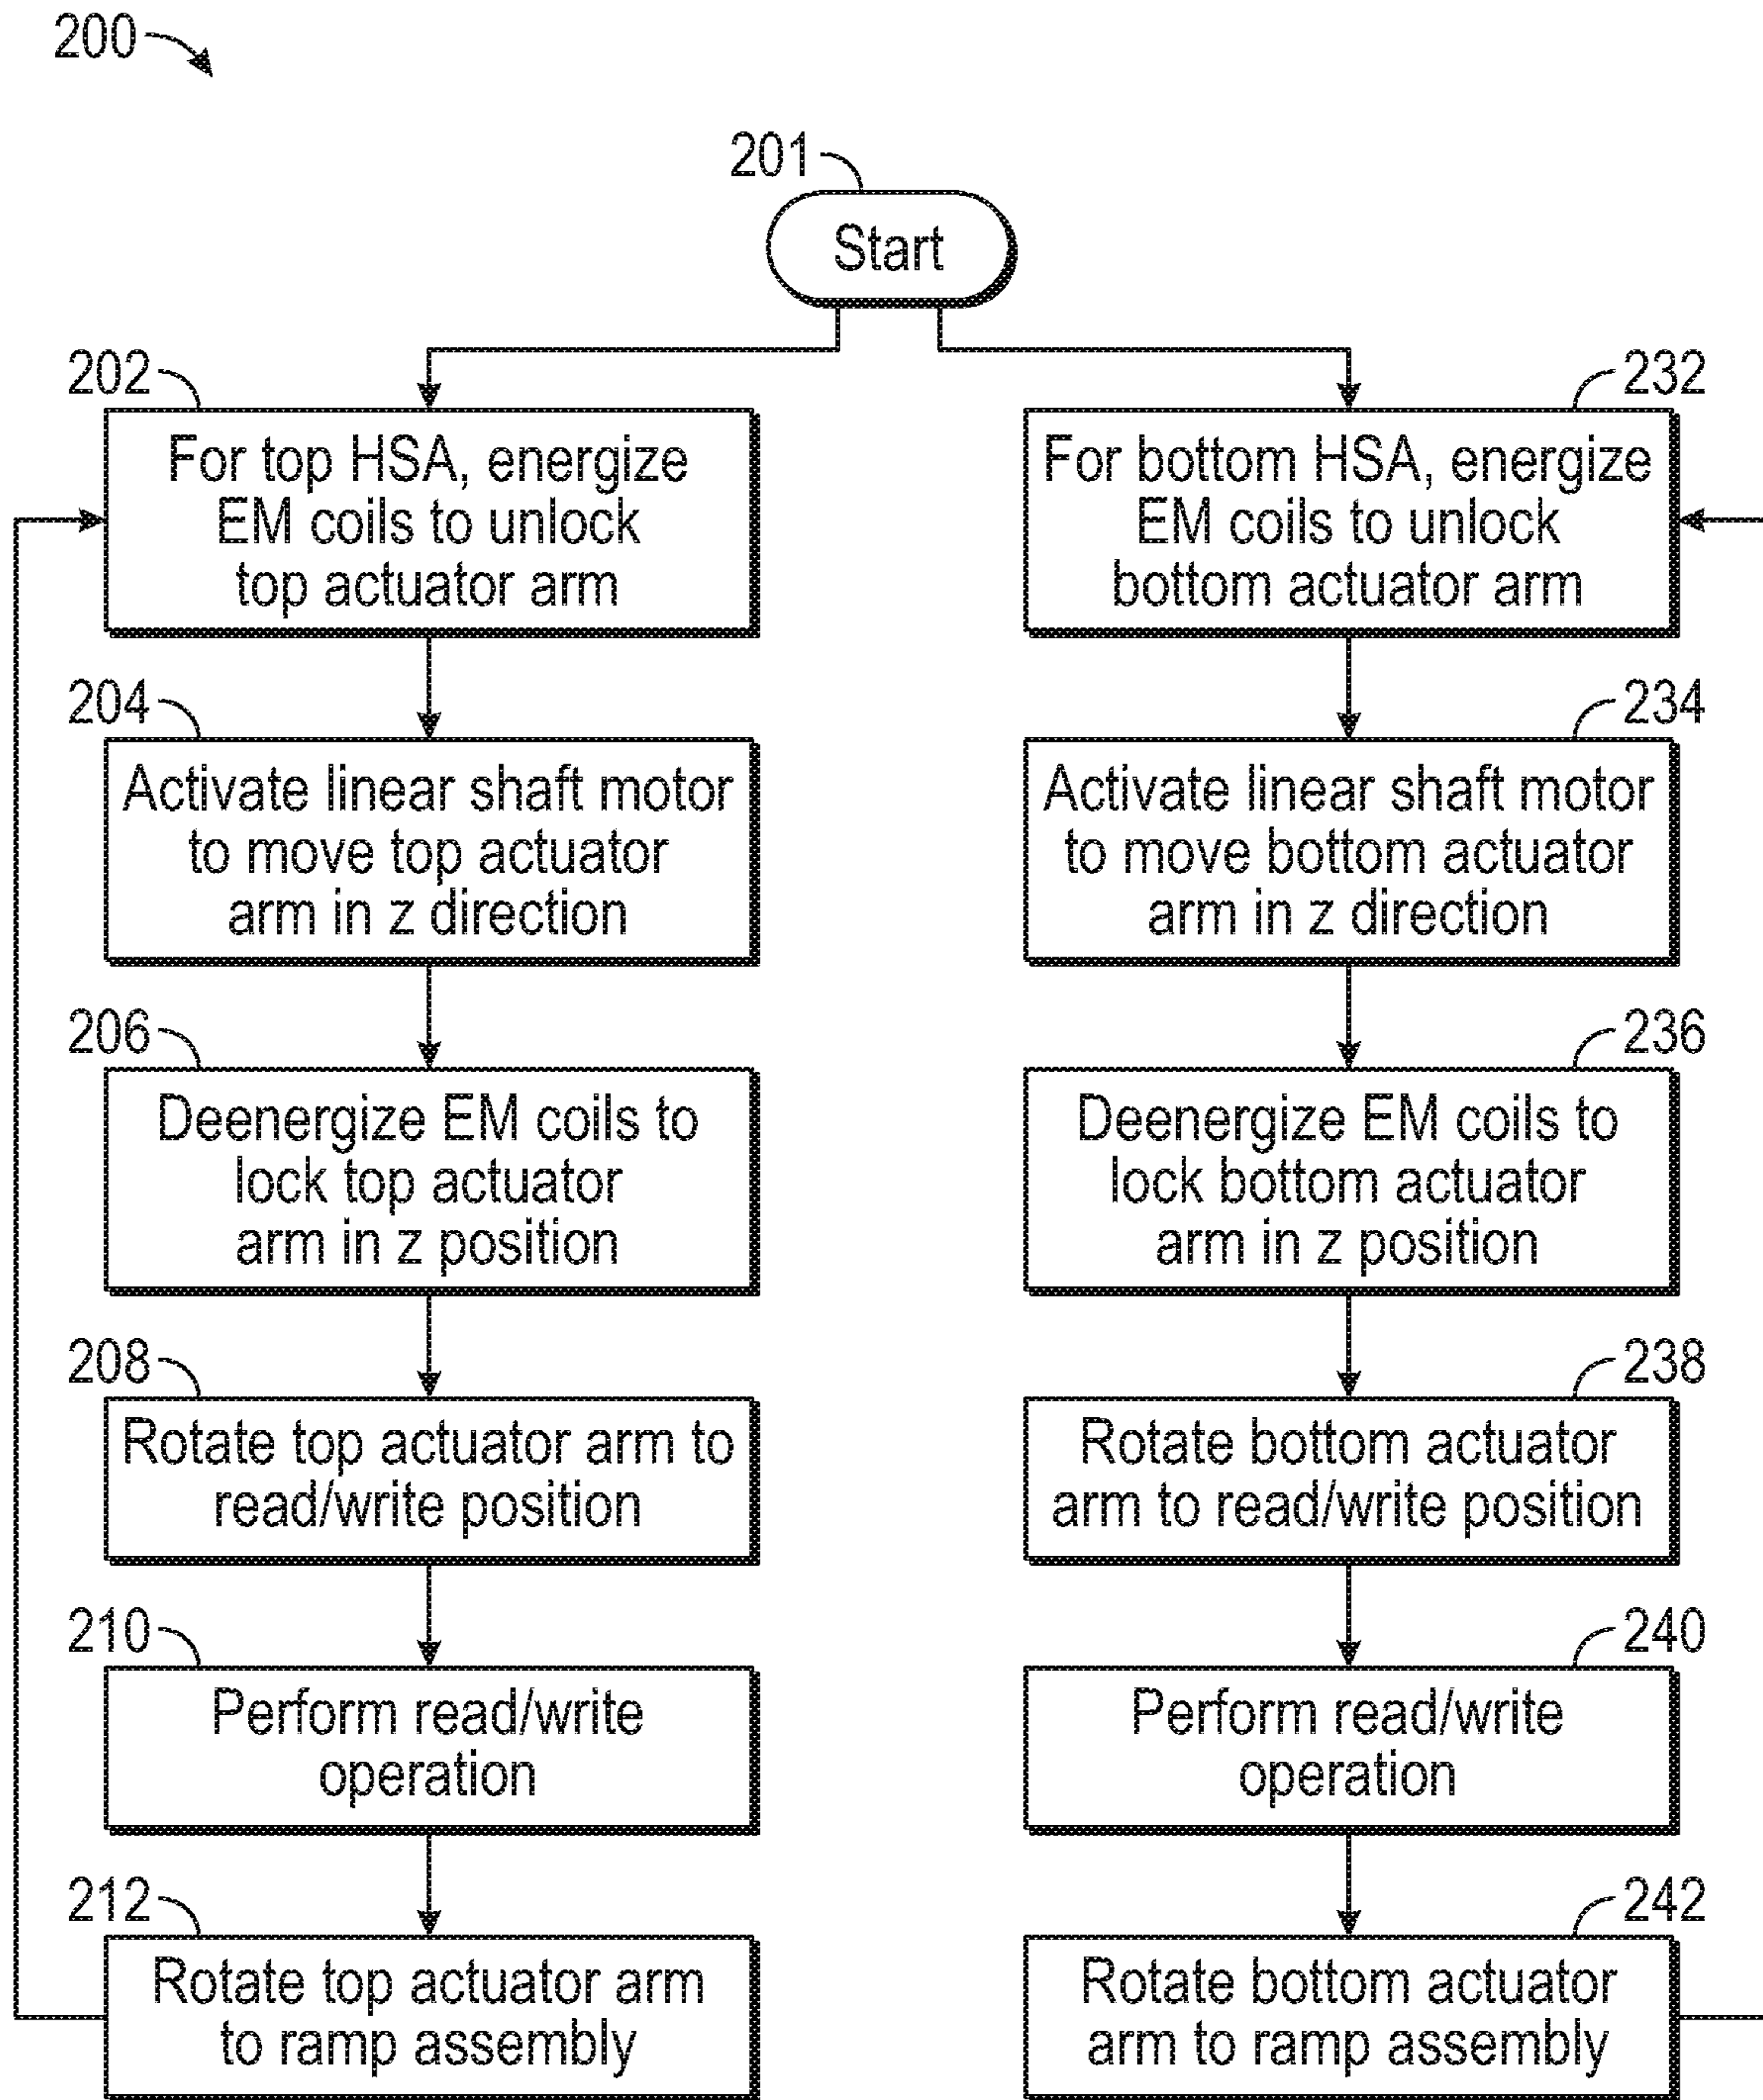 200
201
Start
202
For top HSA, energize
EM coils to unlock
top actuator arm
204
Activate linear shaft motor
to move top actuator
arm in z direction
206
Deenergize EM coils to
lock top actuator
arm in z position
208
Rotate top actuator arm to
read/write position
210
Perform read/write
operation
212
Rotate top actuator arm
to ramp assembly
232
For bottom HSA, energize
EM coils to unlock
bottom actuator arm
234
Activate linear shaft motor
to move bottom actuator
arm in z direction
236
Deenergize EM coils to
lock bottom actuator
arm in z position
238
Rotate bottom actuator
arm to read/write position
240
Perform read/write
operation
242
Rotate bottom actuator
arm to ramp assembly